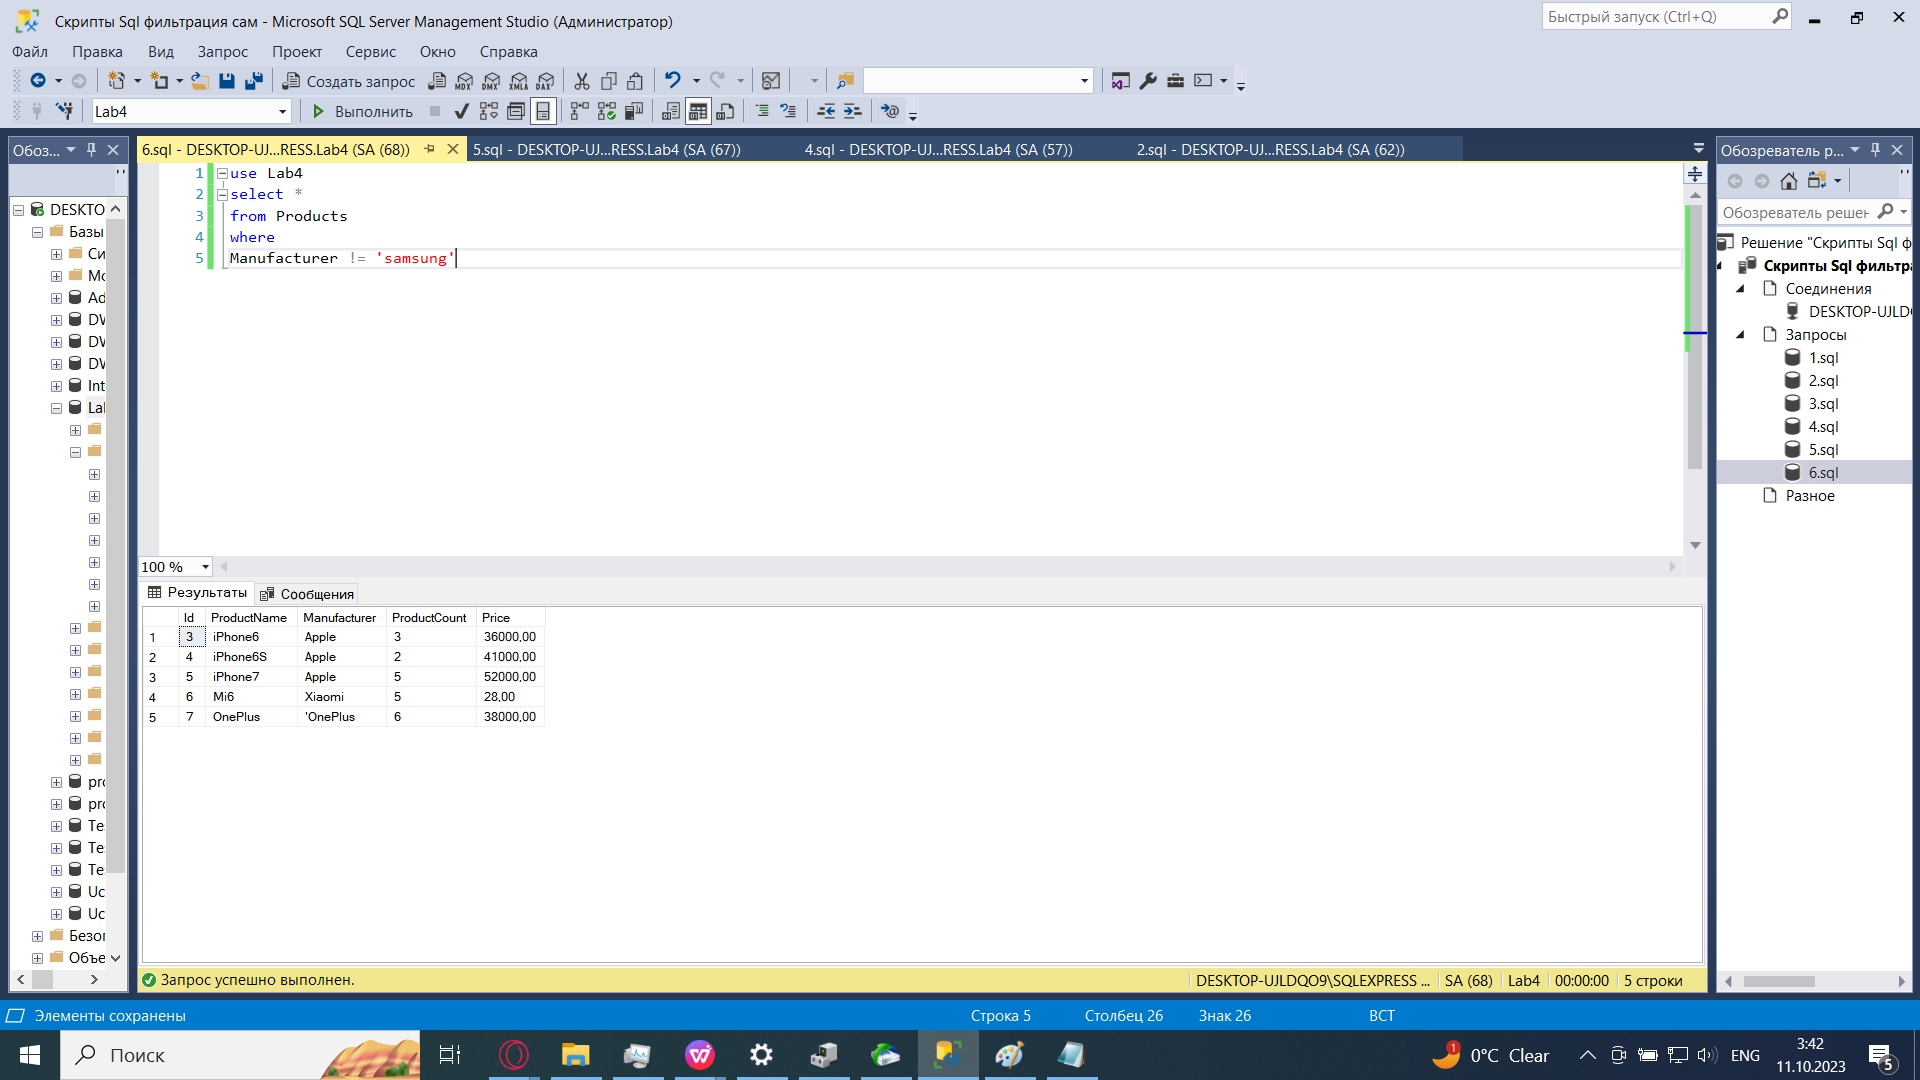 Скрипты Sql фильтрация сам - Microsoft SQL Server Management Studio (Администратор)
Быстрый запуск (Ctrl+Q)
Файл Правка Вид Запрос Проект Сервис Окно Справка
Создать запрос
MDX DMX XMLA DAX
Lab4
Выполнить
Обоз...
6.sql - DESKTOP-UJ...RESS.Lab4 (SA (68))
5.sql - DESKTOP-UJ...RESS.Lab4 (SA (67))
4.sql - DESKTOP-UJ...RESS.Lab4 (SA (57))
2.sql - DESKTOP-UJ...RESS.Lab4 (SA (62))
Обозреватель р...
DESKTO
Базы
Си
Мо
Ad
DV
DV
DV
Int
Lal
pro
pro
Te:
Te:
Te:
Uc
Uc
Безог
Объе
1 use Lab4
2 select *
3 from Products
4 where
5 Manufacturer != 'samsung'
100 %
Результаты Сообщения
Id ProductName Manufacturer ProductCount Price
1 3 iPhone6 Apple 3 36000,00
2 4 iPhone6S Apple 2 41000,00
3 5 iPhone7 Apple 5 52000,00
4 6 Mi6 Xiaomi 5 28,00
5 7 OnePlus 'OnePlus 6 38000,00
Запрос успешно выполнен.
DESKTOP-UJLDQO9\SQLEXPRESS ... SA (68) Lab4 00:00:00 5 строки
Обозреватель решен
Решение "Скрипты Sql ф
Скрипты Sql фильтра
Соединения
DESKTOP-UJLD
Запросы
1.sql
2.sql
3.sql
4.sql
5.sql
6.sql
Разное
Элементы сохранены
Строка 5 Столбец 26 Знак 26 ВСТ
Поиск
1 0°C Clear
ENG
3:42
11.10.2023
5